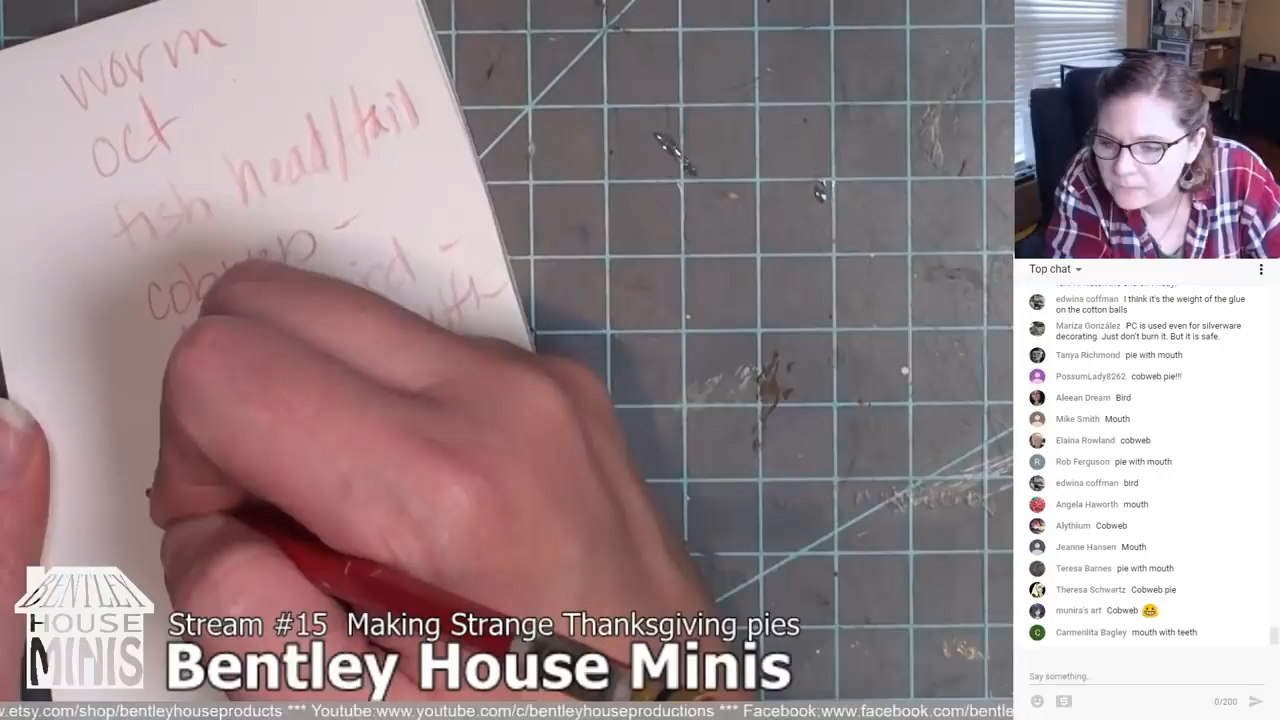 worm
oct
fish head/tail
BENTLEY
HOUSE
MINIS
Stream #15 Making Strange Thanksgiving pies
Bentley House Minis
w.etsy.com/shop/bentleyhouseproducts *** Youtube:www.youtube.com/c/bentleyhouseproductions *** Facebook:www.facebook.com/bentle
Top chat
edwina coffman I think it's the weight of the glue
on the cotton balls
Mariza González PC is used even for silverware
decorating. Just don't burn it. But it is safe.
Tanya Richmond pie with mouth
PossumLady8262 cobweb pie!!!
Aleean Dream Bird
Mike Smith Mouth
Elaina Rowland cobweb
R Rob Ferguson pie with mouth
edwina coffman bird
Angela Haworth mouth
Alythium Cobweb
Jeanne Hansen Mouth
Teresa Barnes pie with mouth
Theresa Schwartz Cobweb pie
munira's art Cobweb 😄
C Carmenlita Bagley mouth with teeth
Say something...
0/200